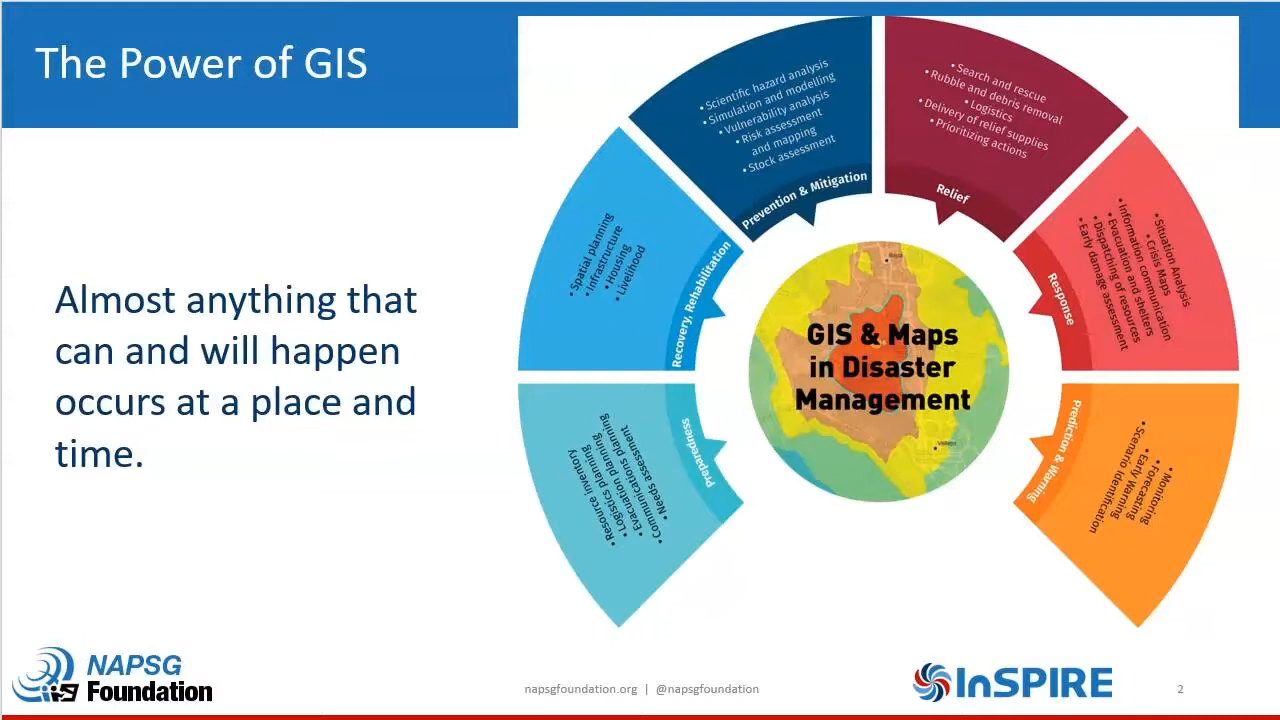 The Power of GIS
Almost anything that
can and will happen
occurs at a place and
time.
• Resource inventory
• Logistics planning
• Evacuation planning
• Communications planning
• Needs assessment
Preparedness
• Spatial planning
• Infrastructure
• Housing
• Livelihood
Recovery, Rehabilitation
• Scientific hazard analysis
• Simulation and modelling
• Vulnerability analysis
• Risk assessment
and mapping
• Stock assessment
Prevention & Mitigation
• Search and rescue
• Rubble and debris removal
• Logistics
• Delivery of relief supplies
• Prioritizing actions
Relief
• Situation Analysis
• Crisis Maps
• Information communication
• Evacuation and shelters
• Dispatching of resources
• Early damage assessment
Response
• Monitoring
• Forecasting
• Early Warning
• Scenario Identification
Prediction & Warning
GIS & Maps
in Disaster
Management
NAPSG
Foundation
napsgfoundation.org | @napsgfoundation
InSPIRE
2